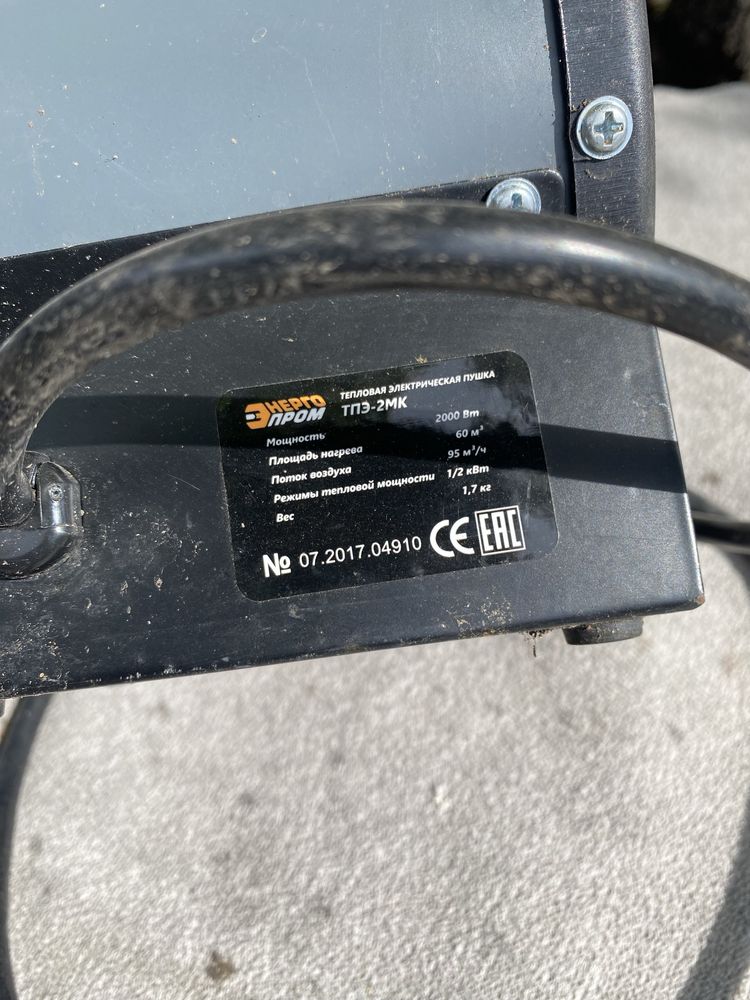 ЭНЕРГО
ПРОМ
ТЕПЛОВАЯ ЭЛЕКТРИЧЕСКАЯ ПУШКА
ТПЭ-2МК
Мощность 2000 Вт
Площадь нагрева 60 м³
Поток воздуха 95 м³/ч
Режимы тепловой мощности 1/2 кВт
Вес 1,7 кг
№ 07.2017.04910 CE EAC